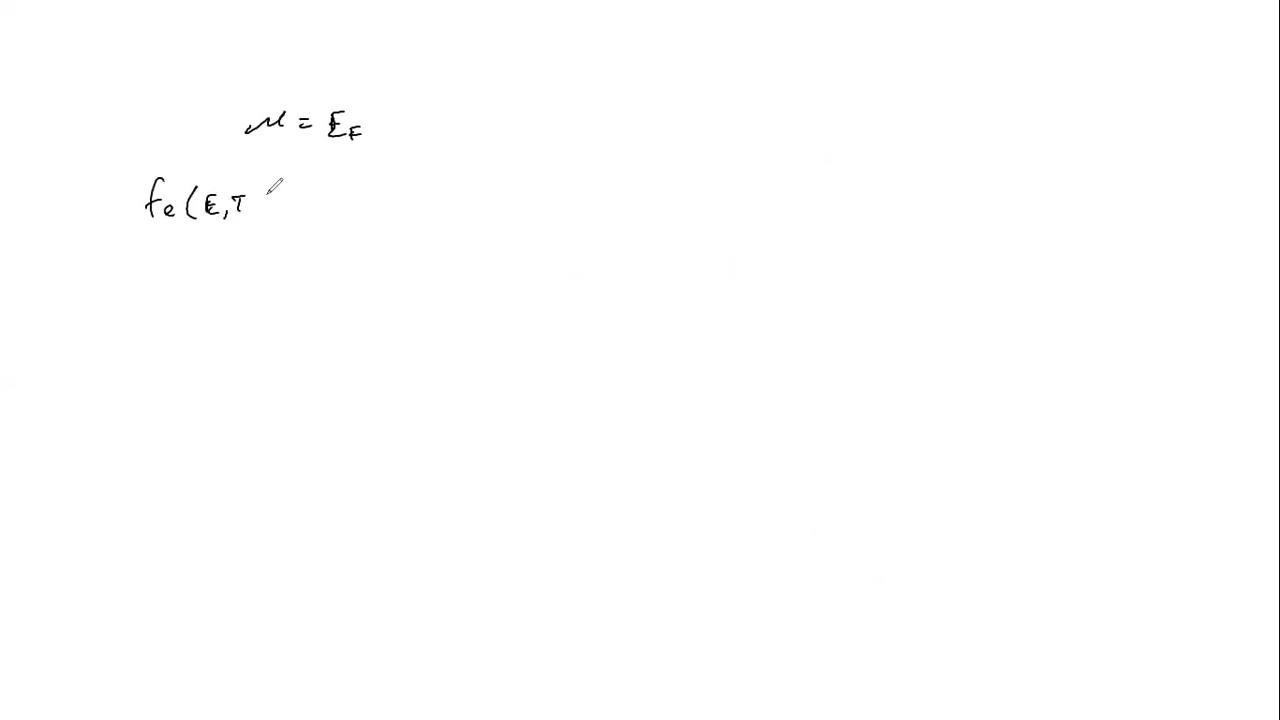 μ = E_F
f_e(E,T